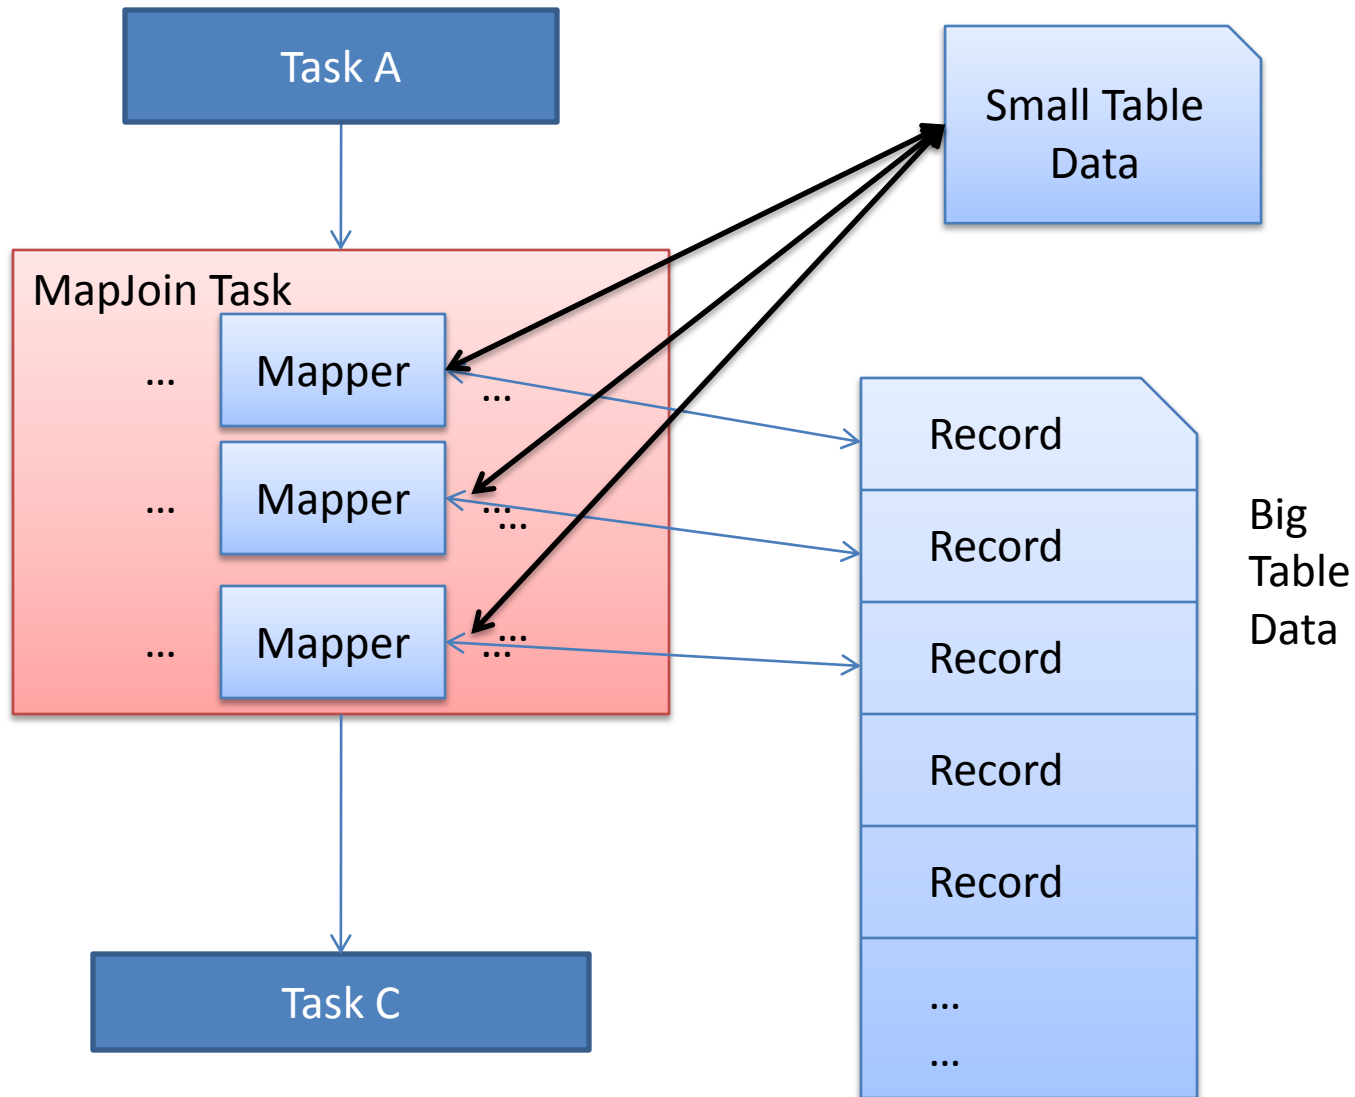 Task A
Small Table
Data
MapJoin Task
... Mapper ...
... Mapper ...
...
... Mapper ...
...
Record
Record
Record
Record
Record
...
...
Big
Table
Data
Task C